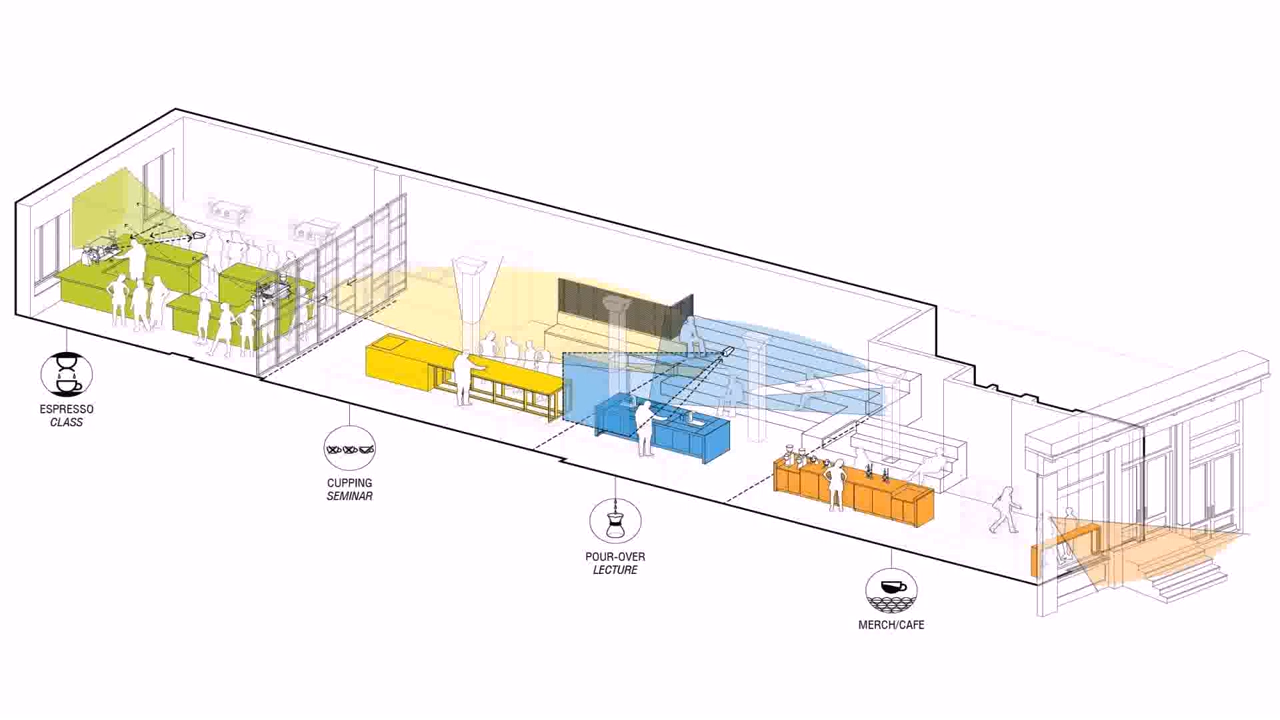 ESPRESSO
CLASS
CUPPING
SEMINAR
POUR-OVER
LECTURE
MERCH/CAFE